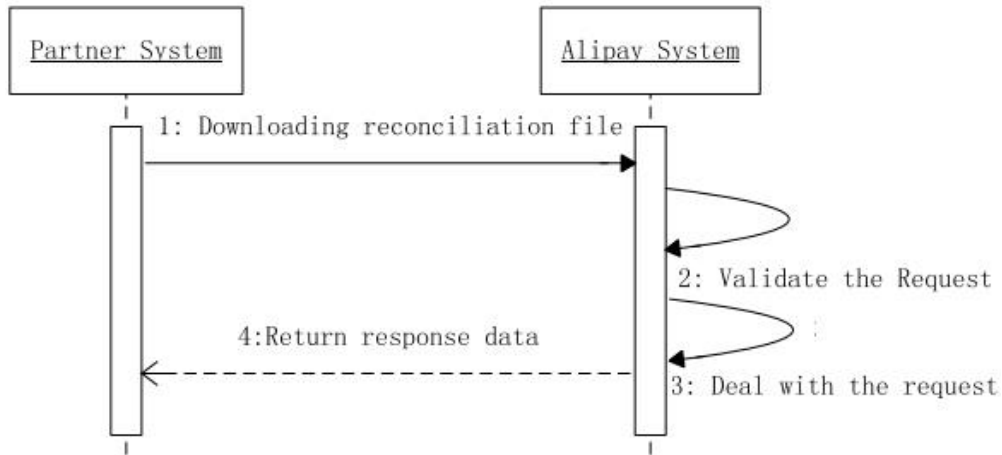 Partner System
Alipay System
1: Downloading reconciliation file
2: Validate the Request
4:Return response data
3: Deal with the request